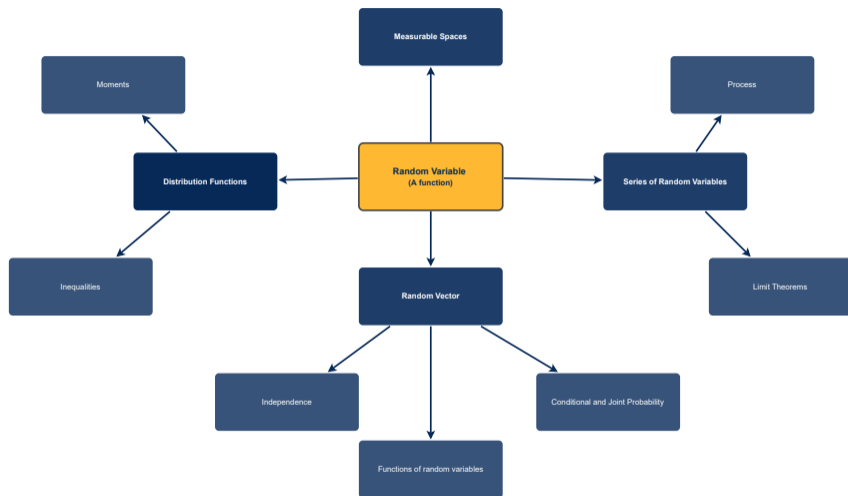 Measurable Spaces
Moments
Process
Random Variable
(A function)
Distribution Functions
Series of Random Variables
Inequalities
Limit Theorems
Random Vector
Independence
Conditional and Joint Probability
Functions of random variables